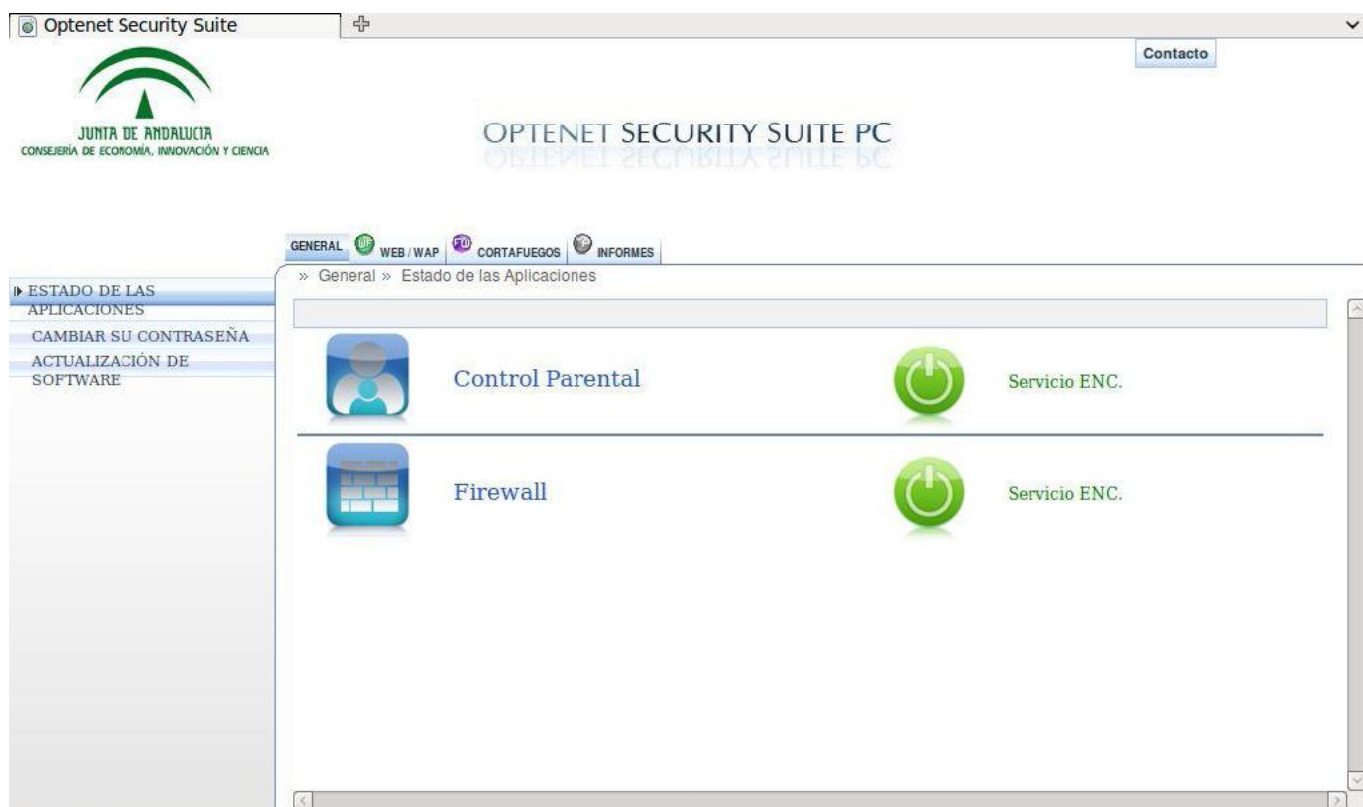 Optenet Security Suite
Contacto
JUNTA DE ANDALUCIA
CONSEJERÍA DE ECONOMÍA, INNOVACIÓN Y CIENCIA
OPTENET SECURITY SUITE PC
GENERAL WEB / WAP CORTAFUEGOS INFORMES
» General » Estado de las Aplicaciones
ESTADO DE LAS
APLICACIONES
CAMBIAR SU CONTRASEÑA
ACTUALIZACIÓN DE
SOFTWARE
Control Parental
Servicio ENC.
Firewall
Servicio ENC.